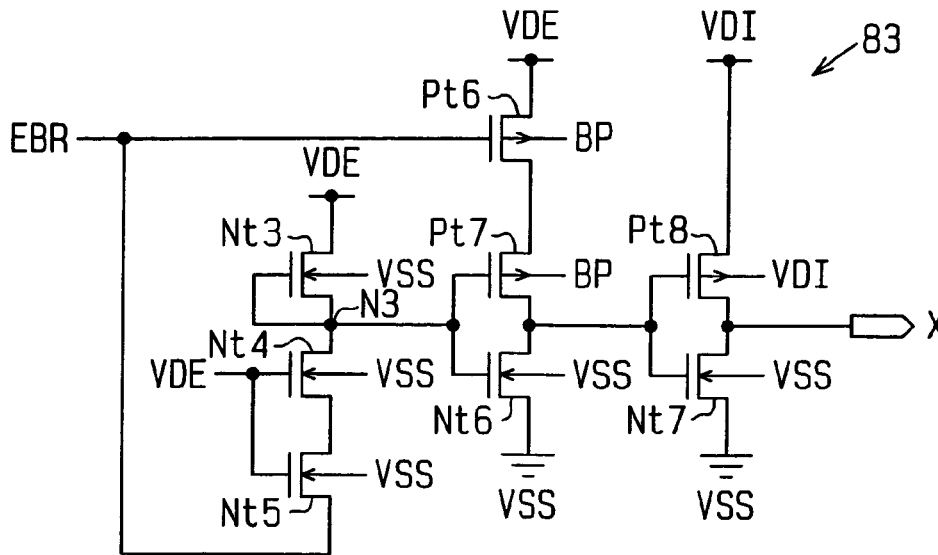 VDE
VDI
83
Pt6
EBR
BP
VDE
Nt3
Pt7
Pt8
VSS
BP
VDI
N3
Nt4
X
VDE
VSS
VSS
VSS
Nt6
Nt7
VSS
Nt5
VSS
VSS